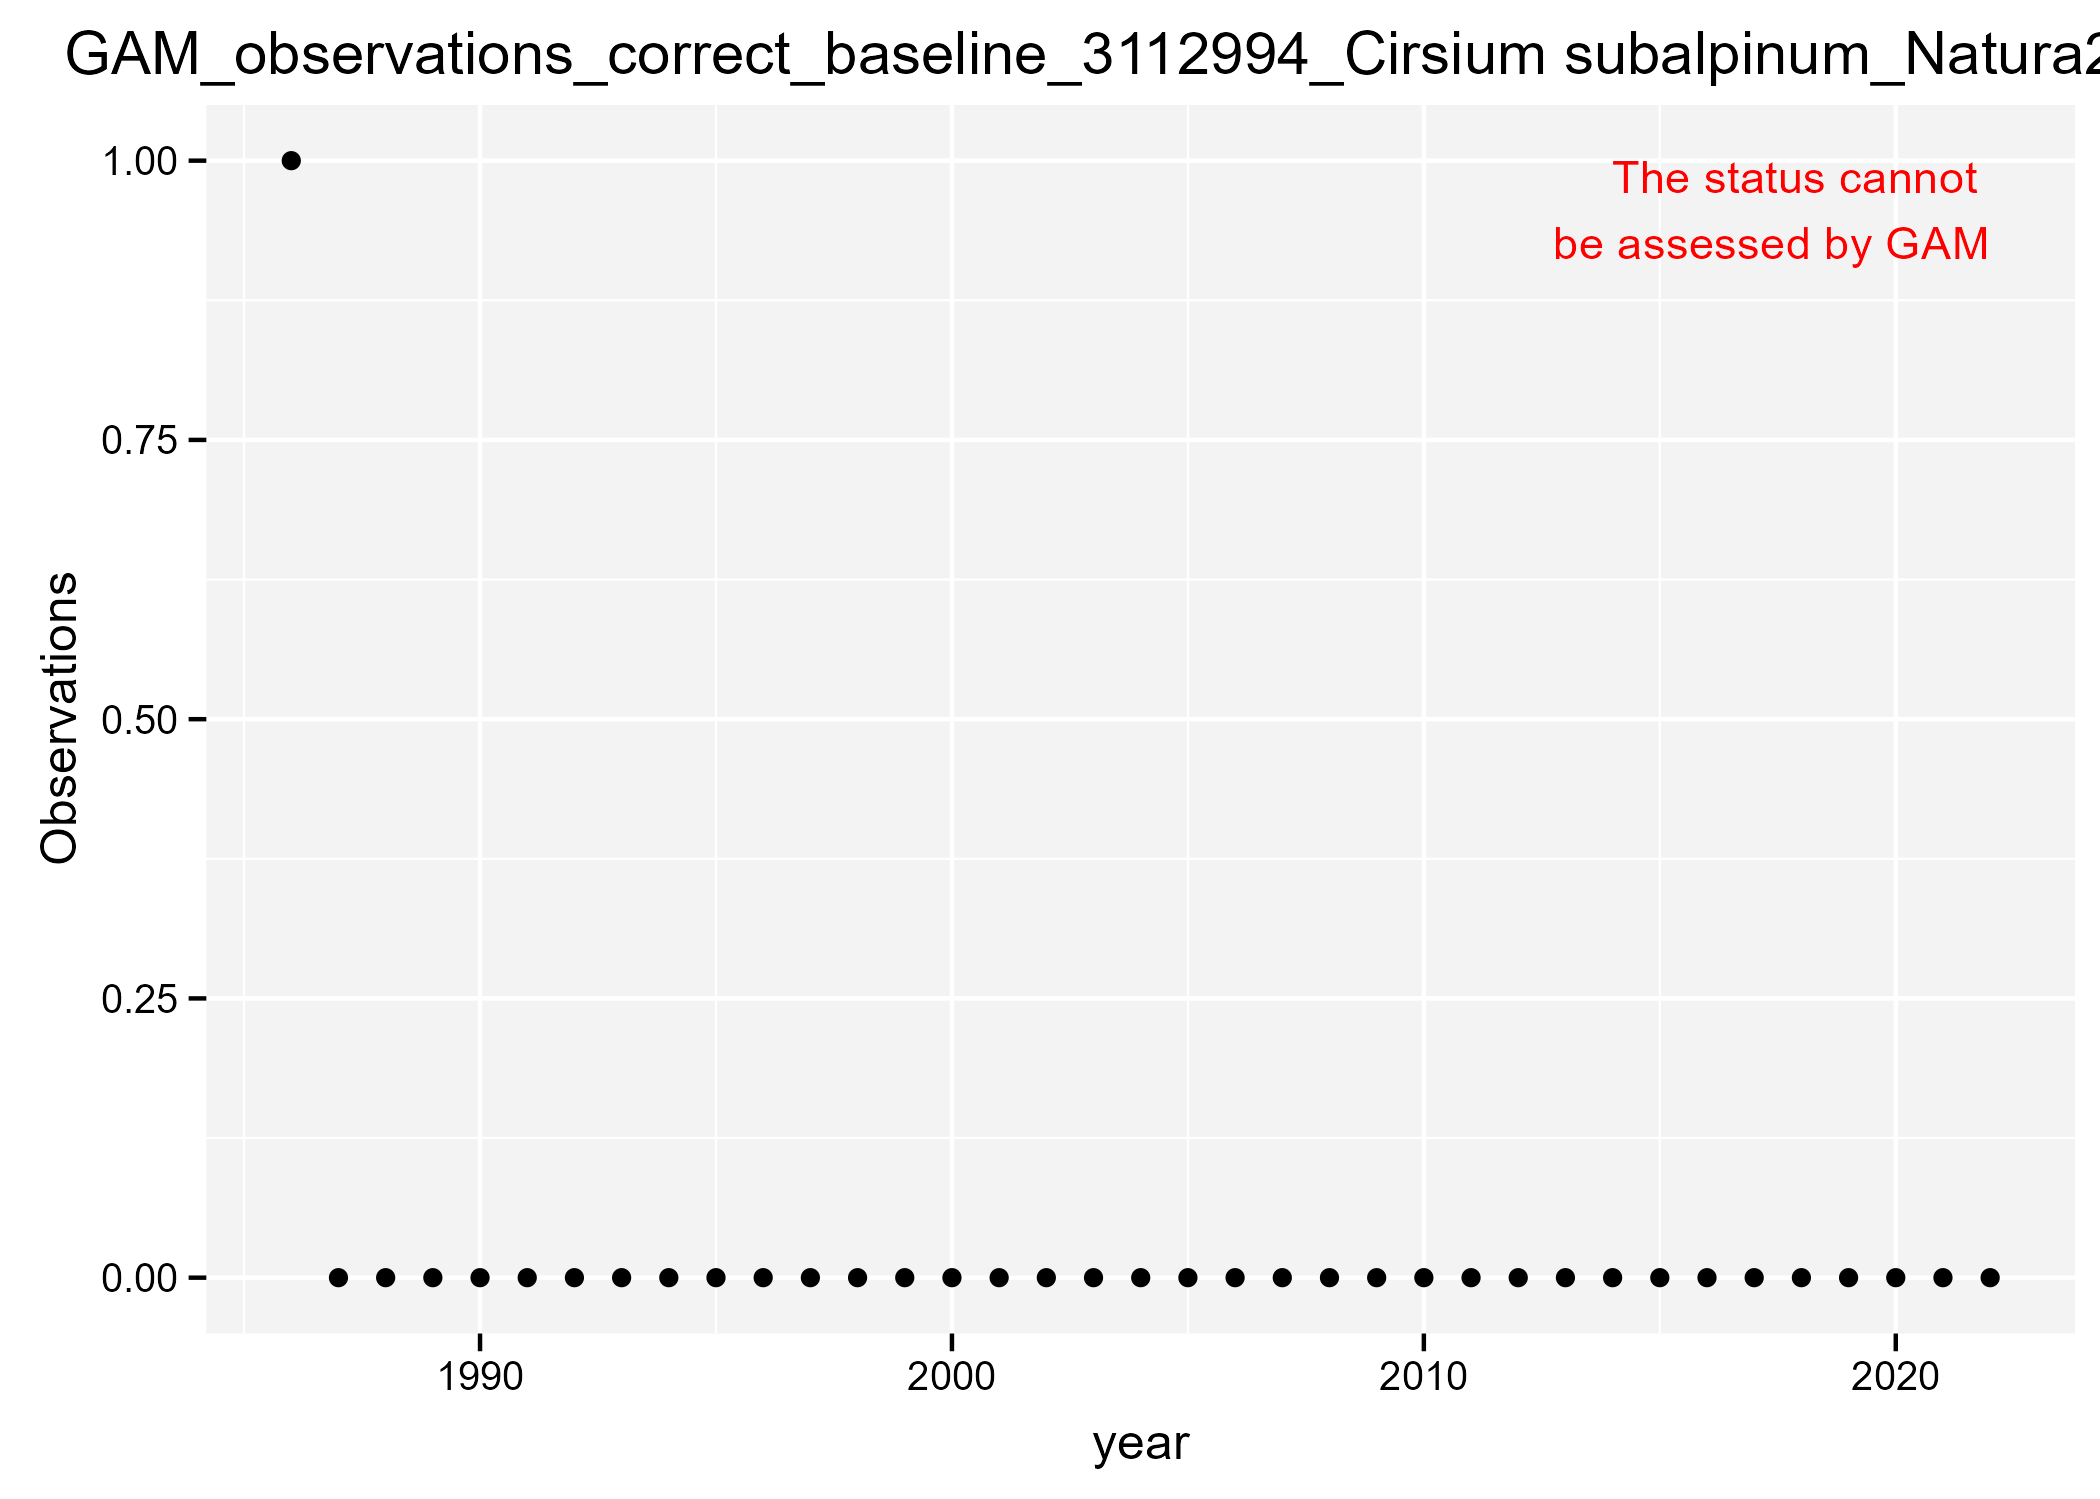 GAM_observations_correct_baseline_3112994_Cirsium subalpinum_Natura2
The status cannot
be assessed by GAM
1.00
0.75
0.50
0.25
0.00
Observations
1990
2000
2010
2020
year